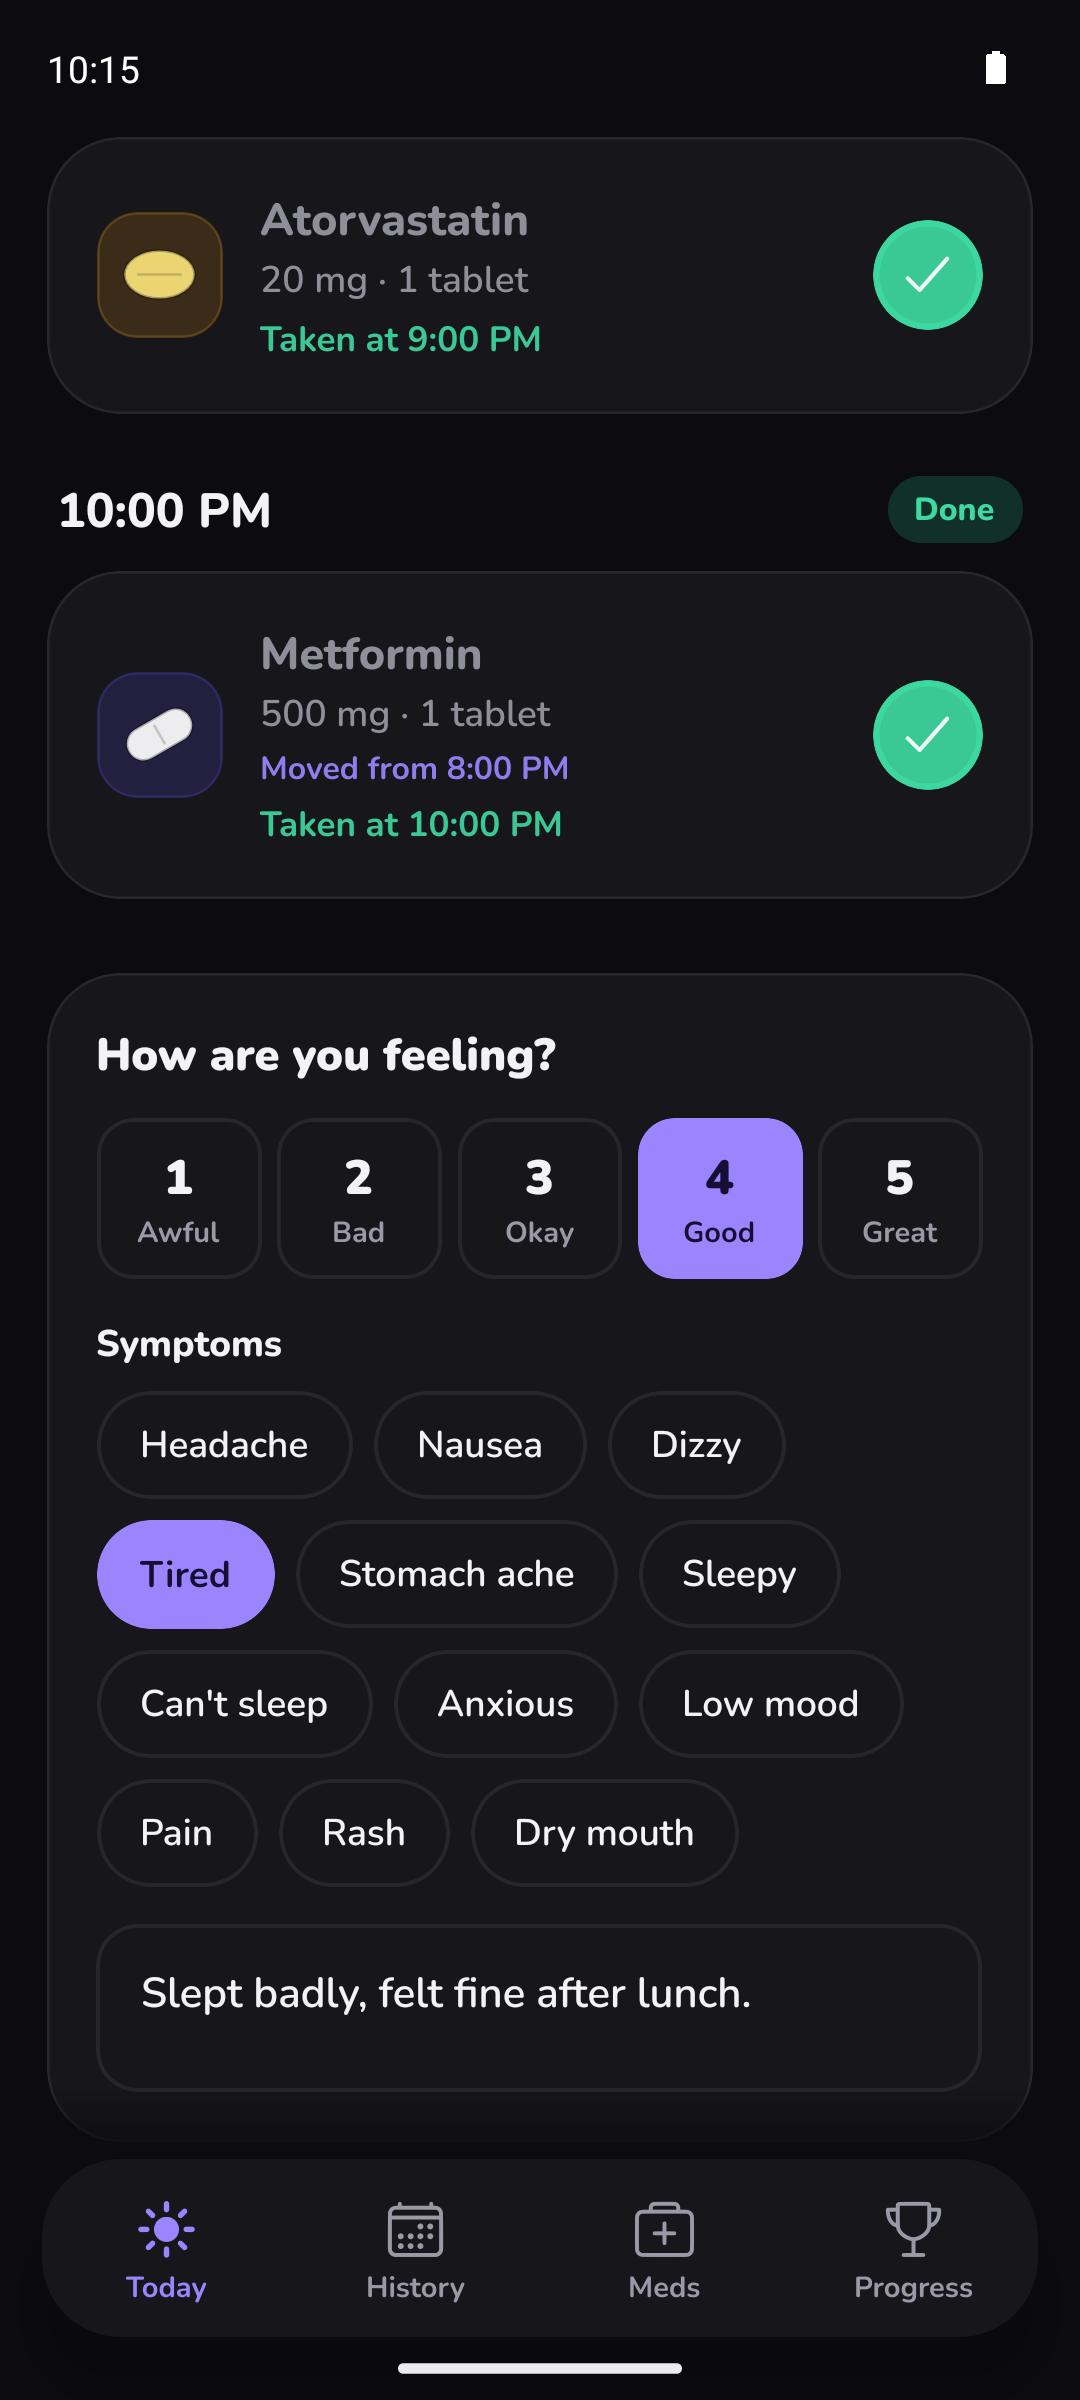 10:15
Atorvastatin
20 mg · 1 tablet
Taken at 9:00 PM
10:00 PM
Done
Metformin
500 mg · 1 tablet
Moved from 8:00 PM
Taken at 10:00 PM
How are you feeling?
1 2 3 4 5
Awful Bad Okay Good Great
Symptoms
Headache Nausea Dizzy
Tired Stomach ache Sleepy
Can't sleep Anxious Low mood
Pain Rash Dry mouth
Slept badly, felt fine after lunch.
Today History Meds Progress